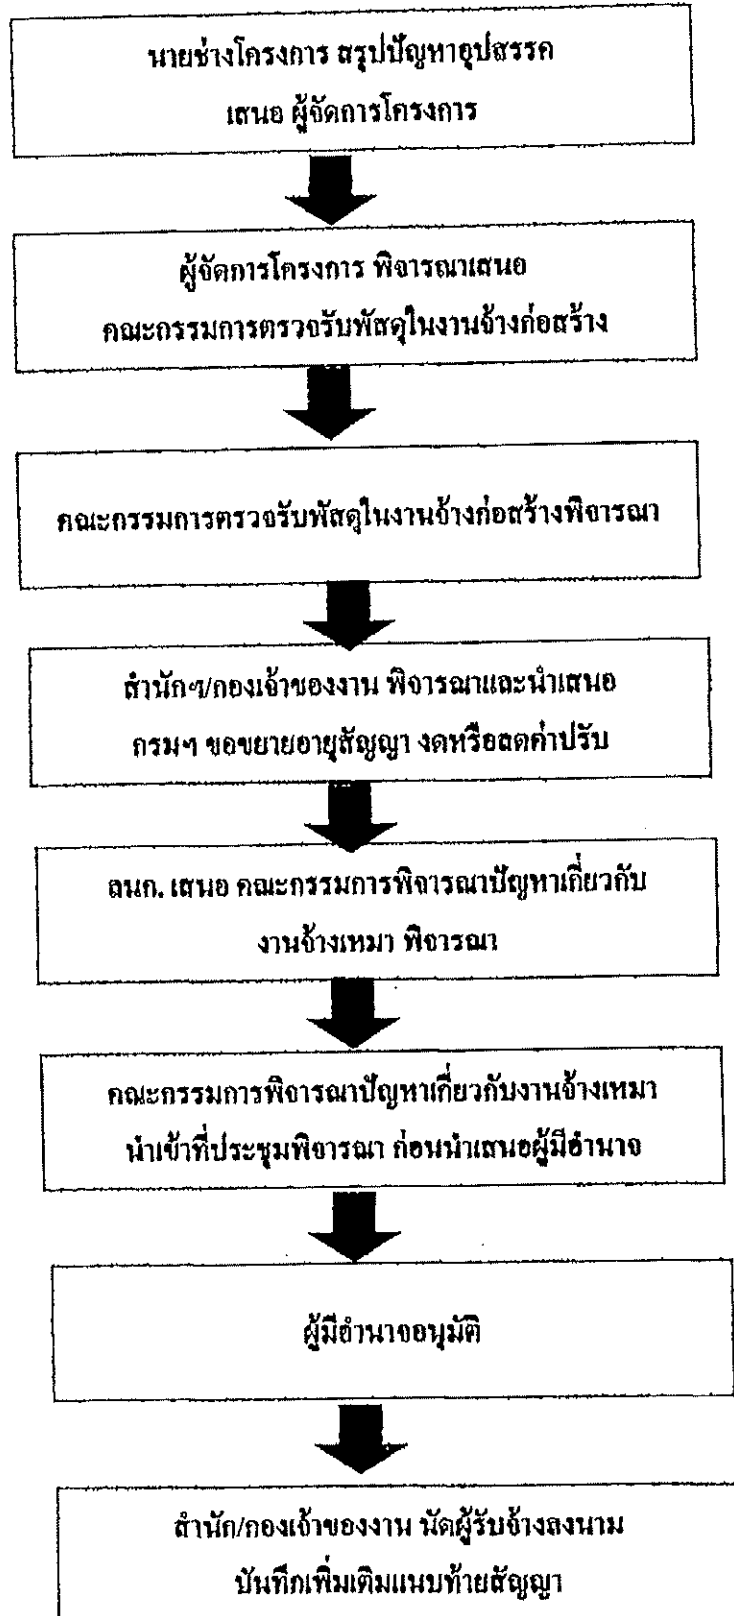 นายช่างโครงการ สรุปปัญหาอุปสรรค
เสนอ ผู้จัดการโครงการ
ผู้จัดการโครงการ พิจารณาเสนอ
คณะกรรมการตรวจรับพัสดุในงานจ้างก่อสร้าง
คณะกรรมการตรวจรับพัสดุในงานจ้างก่อสร้างพิจารณา
สำนักฯ/กองเจ้าของงาน พิจารณาและนำเสนอ
กรมฯ ขอขยายอายุสัญญา งดหรือลดค่าปรับ
ลนก. เสนอ คณะกรรมการพิจารณาปัญหาเกี่ยวกับ
งานจ้างเหมา พิจารณา
คณะกรรมการพิจารณาปัญหาเกี่ยวกับงานจ้างเหมา
นำเข้าที่ประชุมพิจารณา ก่อนนำเสนอผู้มีอำนาจ
ผู้มีอำนาจอนุมัติ
สำนัก/กองเจ้าของงาน นัดผู้รับจ้างลงนาม
บันทึกเพิ่มเติมแนบท้ายสัญญา